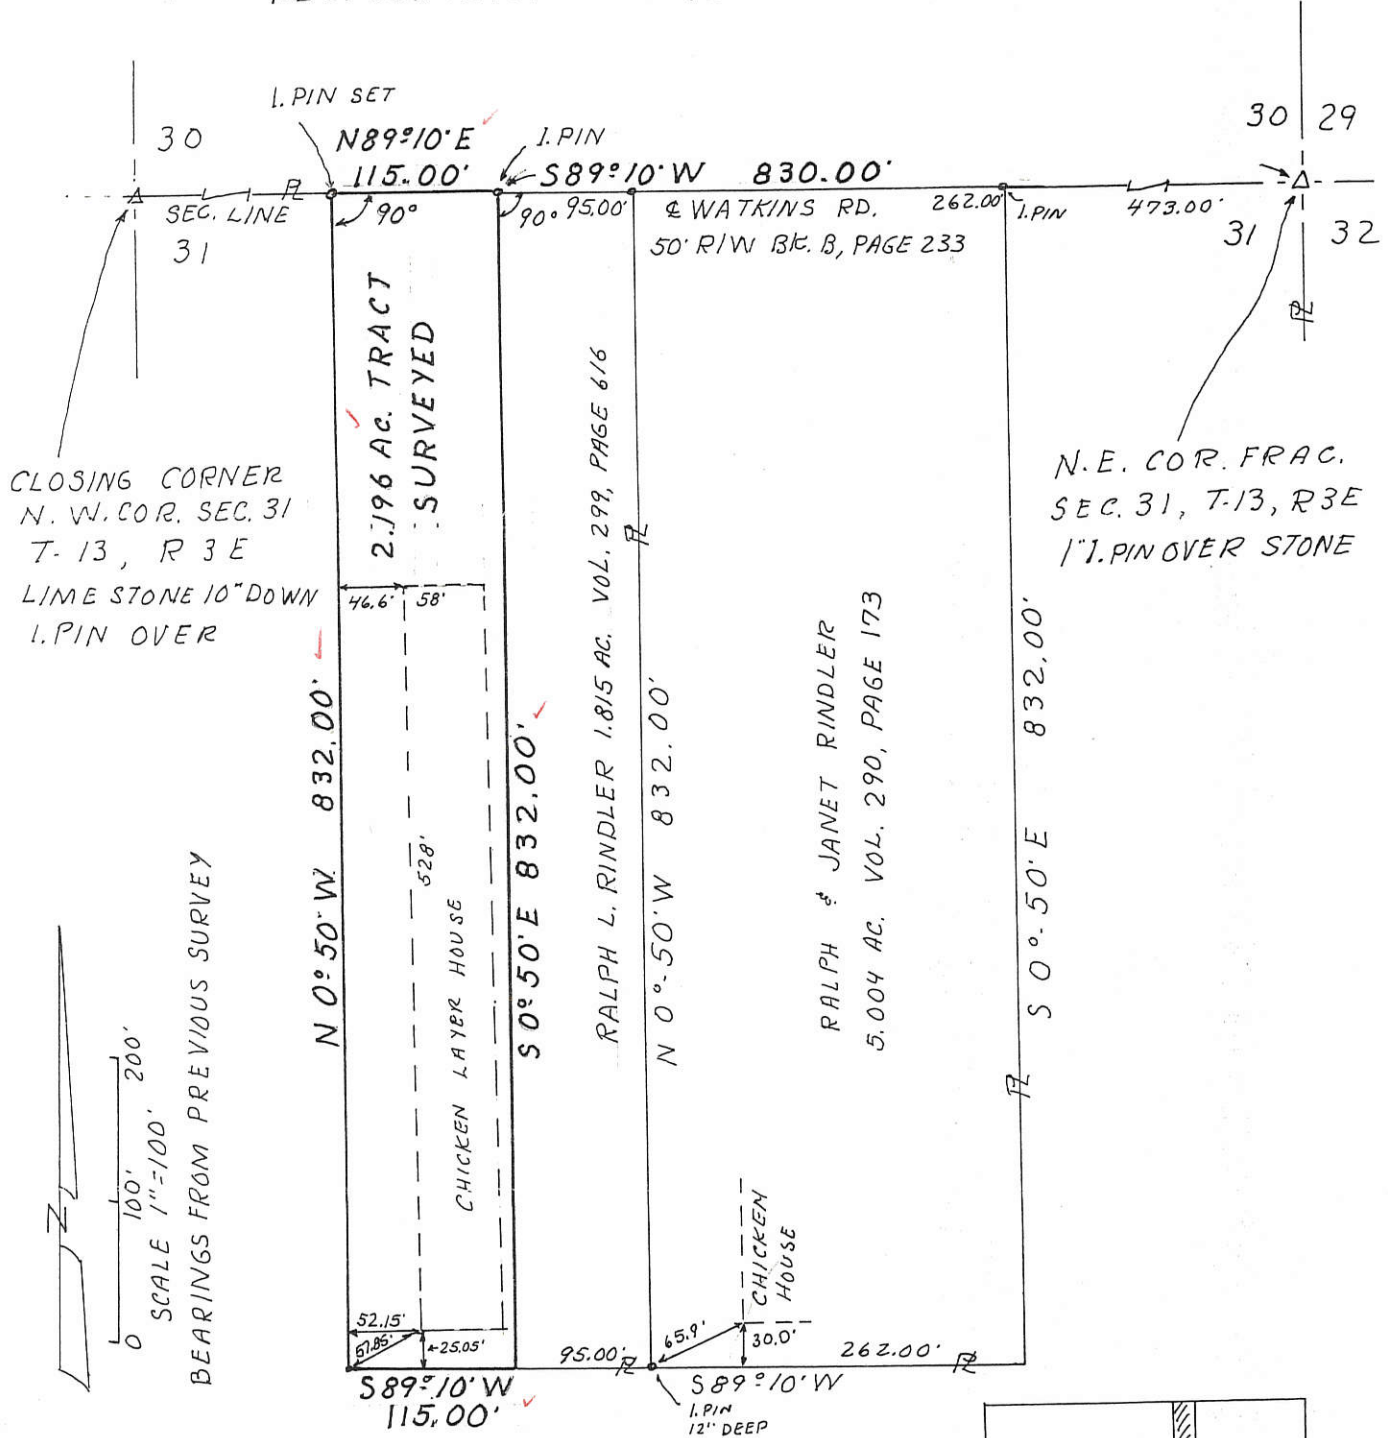 I. PIN SET
30
N89°10'E
115.00'
I. PIN
S89°10'W 830.00'
30 29
SEC. LINE
31
90°
90° 95.00'
℄ WATKINS RD.
50' R/W BK. B, PAGE 233
262.00'
I. PIN
473.00'
31 32
2.196 AC. TRACT
SURVEYED
CLOSING CORNER
N. W. COR. SEC. 31
T-13, R 3 E
LIME STONE 10" DOWN
I. PIN OVER
N.E. COR. FRAC.
SEC. 31, T-13, R3E
1" I. PIN OVER STONE
46.6' 58'
N 0°50'W 832.00'
528'
CHICKEN LAYER HOUSE
S 0°50'E 832.00'
RALPH L. RINDLER 1.815 AC. VOL. 299, PAGE 616
N 0°-50'W 832.00'
RALPH & JANET RINDLER
5.004 AC. VOL. 290, PAGE 173
S 0°-50'E 832.00'
N
0 100' 200'
SCALE 1"=100'
BEARINGS FROM PREVIOUS SURVEY
52.15'
57.85'
25.05'
CHICKEN
HOUSE
65.9'
30.0'
95.00'
262.00'
S89°10'W
115.00'
S89°10'W
I. PIN
12" DEEP